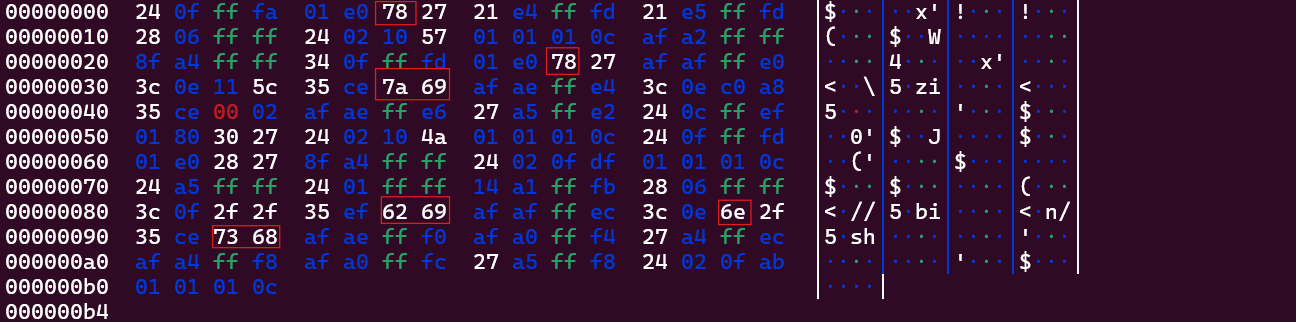 00000000 24 0f ff fa 01 e0 78 27 21 e4 ff fd 21 e5 ff fd $·····x'!···!···
00000010 28 06 ff ff 24 02 10 57 01 01 01 0c af a2 ff ff (···$··W········
00000020 8f a4 ff ff 34 0f ff fd 01 e0 78 27 af af ff e0 ····4·····x'····
00000030 3c 0e 11 5c 35 ce 7a 69 af ae ff e4 3c 0e c0 a8 <··\5·zi····<···
00000040 35 ce 00 02 af ae ff e6 27 a5 ff e2 24 0c ff ef 5·······'···$···
00000050 01 80 30 27 24 02 10 4a 01 01 01 0c 24 0f ff fd ··0'$··J····$···
00000060 01 e0 28 27 8f a4 ff ff 24 02 0f df 01 01 01 0c ··('····$·······
00000070 24 a5 ff ff 24 01 ff ff 14 a1 ff fb 28 06 ff ff $···$·······(···
00000080 3c 0f 2f 2f 35 ef 62 69 af af ff ec 3c 0e 6e 2f <·//5·bi····<·n/
00000090 35 ce 73 68 af ae ff f0 af a0 ff f4 27 a4 ff ec 5·sh········'···
000000a0 af a4 ff f8 af a0 ff fc 27 a5 ff f8 24 02 0f ab ········'···$···
000000b0 01 01 01 0c ····
000000b4